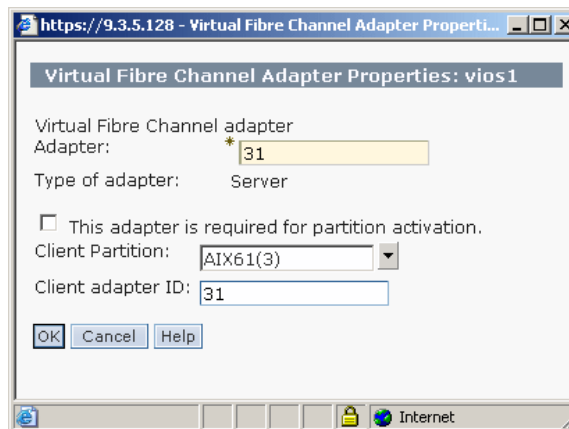 https://9.3.5.128 - Virtual Fibre Channel Adapter Properti...
Virtual Fibre Channel Adapter Properties: vios1
Virtual Fibre Channel adapter
Adapter: * 31
Type of adapter: Server
This adapter is required for partition activation.
Client Partition: AIX61(3)
Client adapter ID: 31
OK Cancel Help
Internet